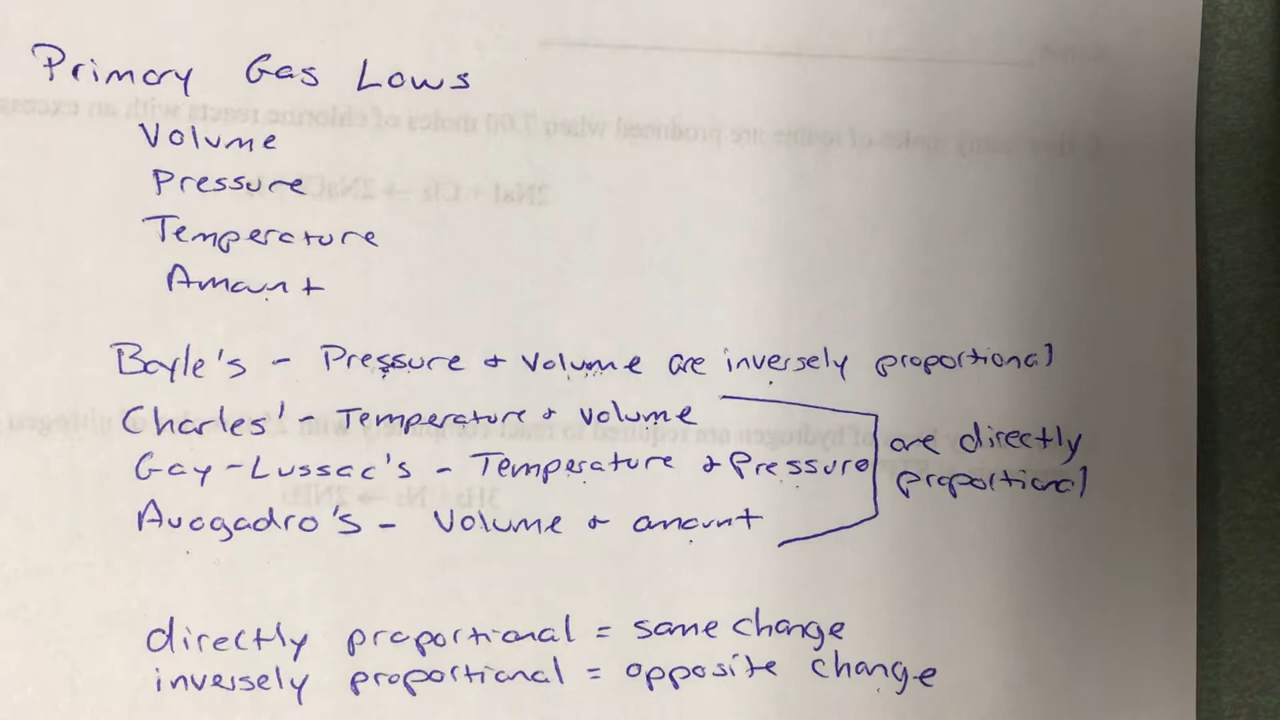 Primary Gas Laws
Volume
Pressure
Temperature
Amount
Boyle's - Pressure & Volume are inversely proportional
Charles' - Temperature & volume
Gay-Lussac's - Temperature & Pressure
Avogadro's - Volume & amount
are directly
proportional
directly proportional = same change
inversely proportional = opposite change